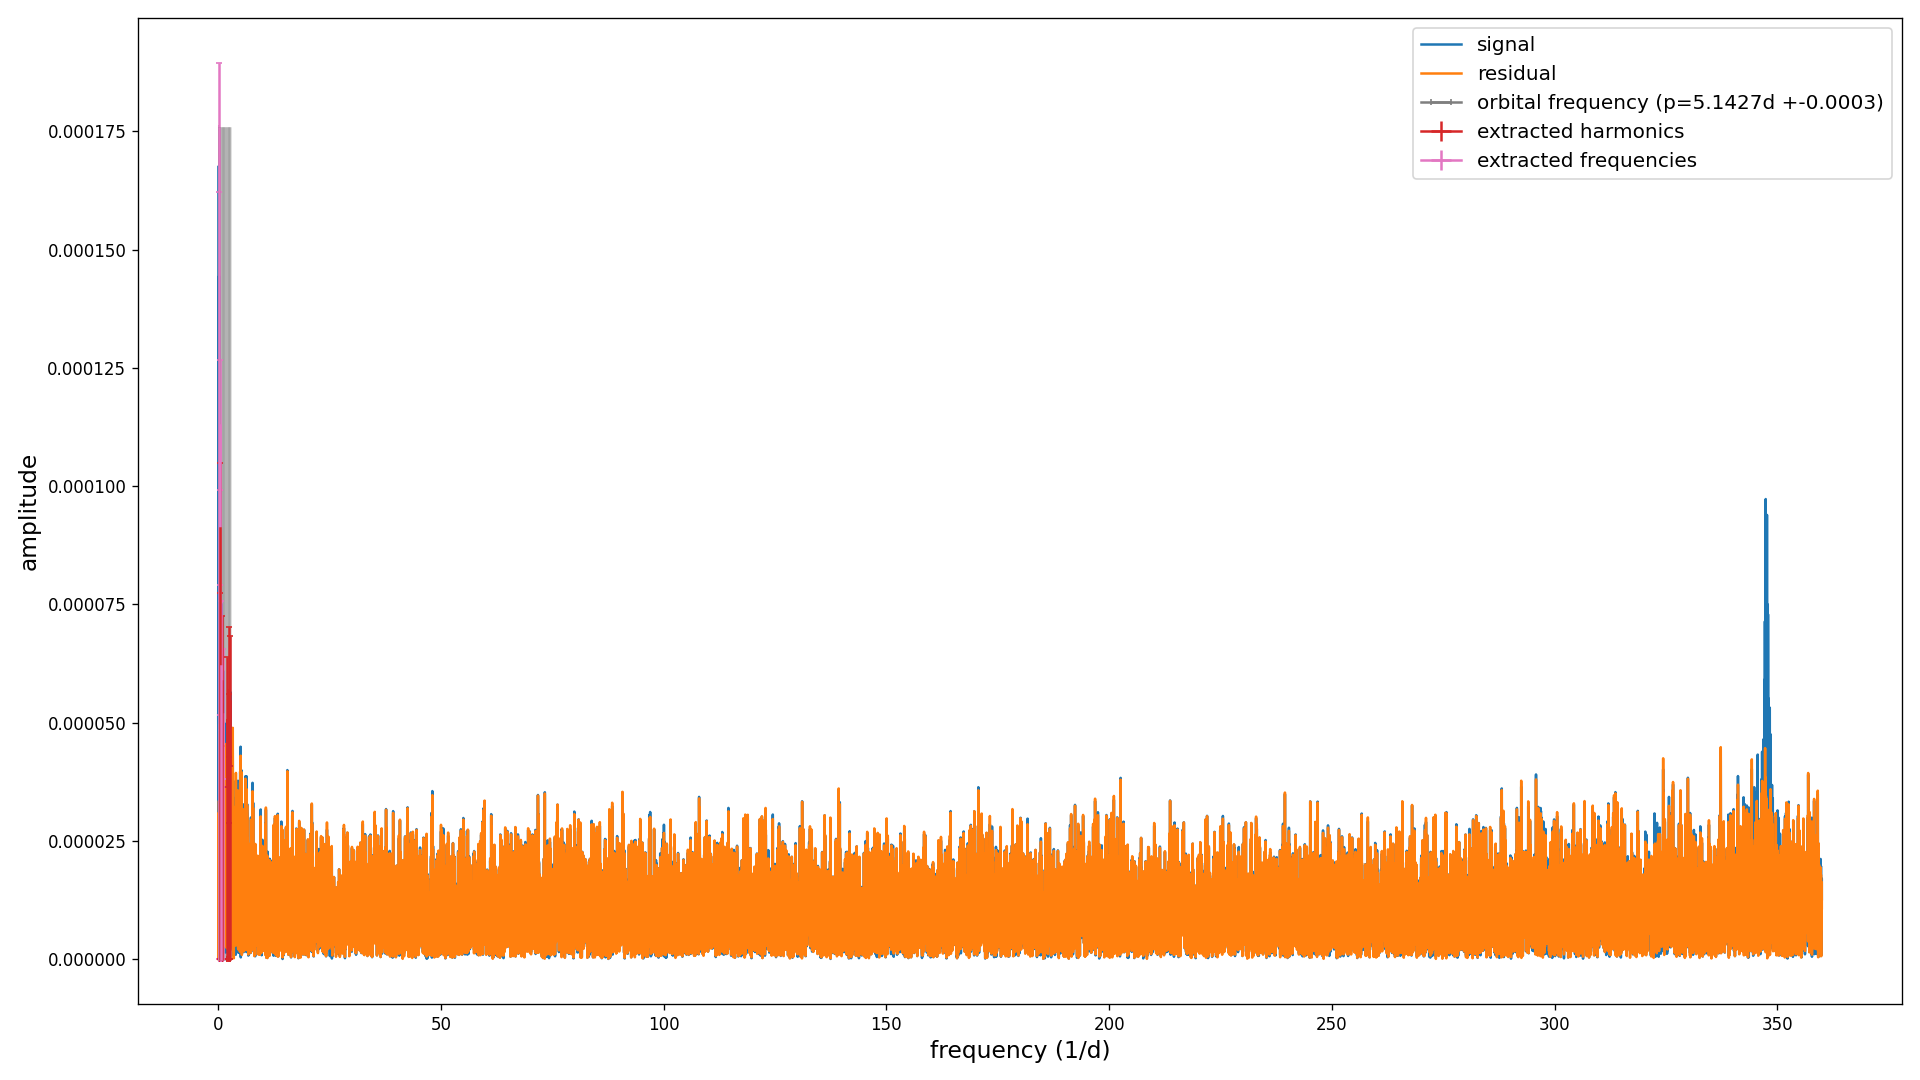 signal
residual
orbital frequency (p=5.1427d +-0.0003)
extracted harmonics
extracted frequencies
0.000175
0.000150
0.000125
0.000100
0.000075
0.000050
0.000025
0.000000
amplitude
0 50 100 150 200 250 300 350
frequency (1/d)